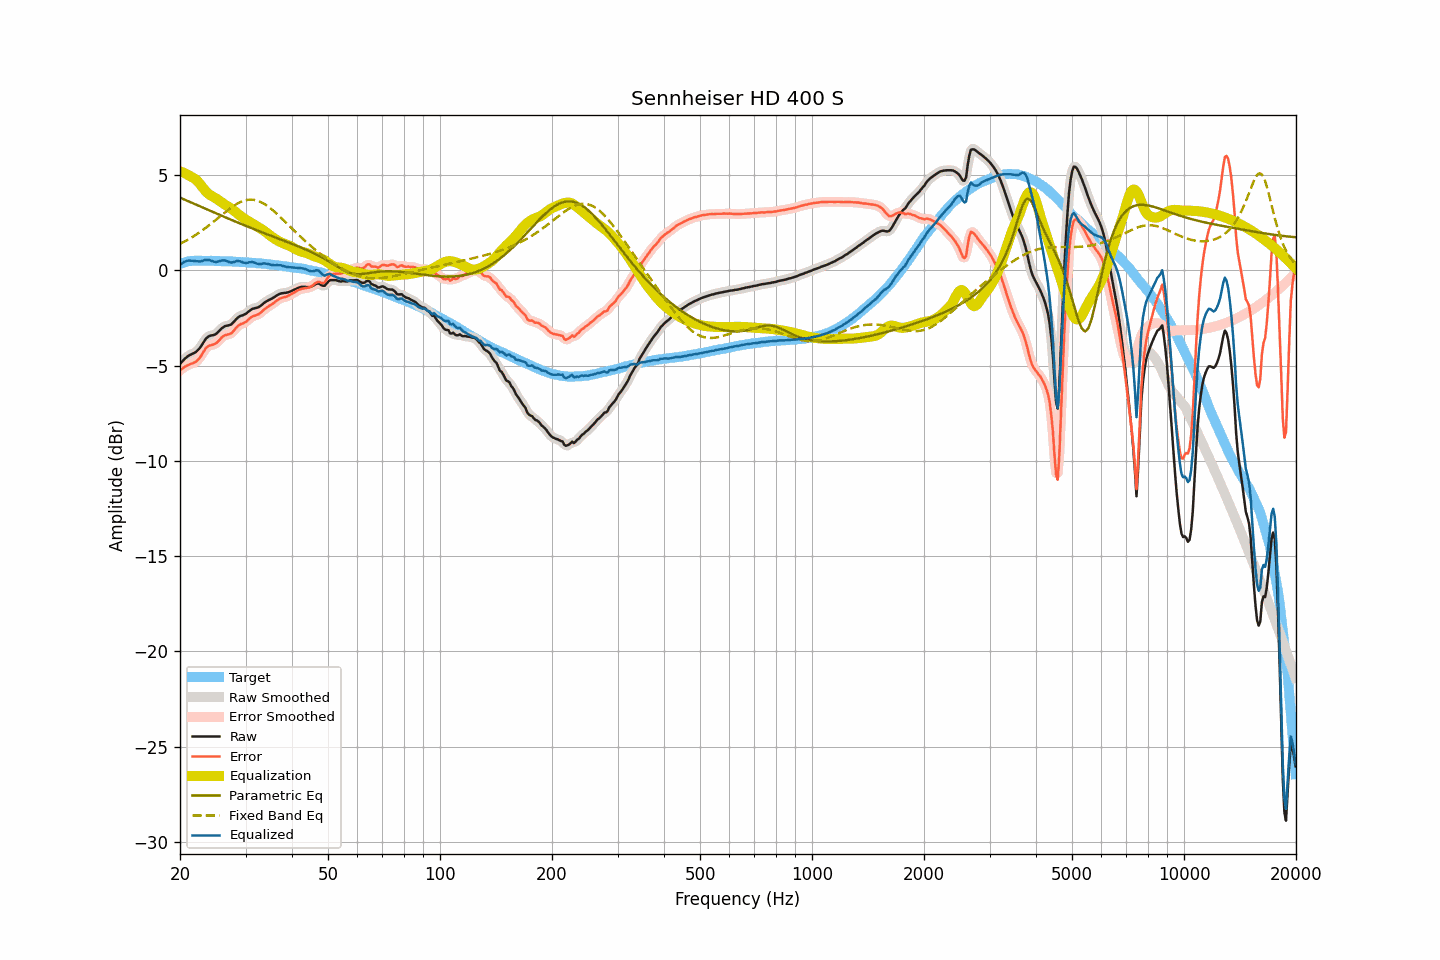 Sennheiser HD 400 S
Amplitude (dBr)
5
0
−5
−10
−15
−20
−25
−30
Target
Raw Smoothed
Error Smoothed
Raw
Error
Equalization
Parametric Eq
Fixed Band Eq
Equalized
20 50 100 200 500 1000 2000 5000 10000 20000
Frequency (Hz)